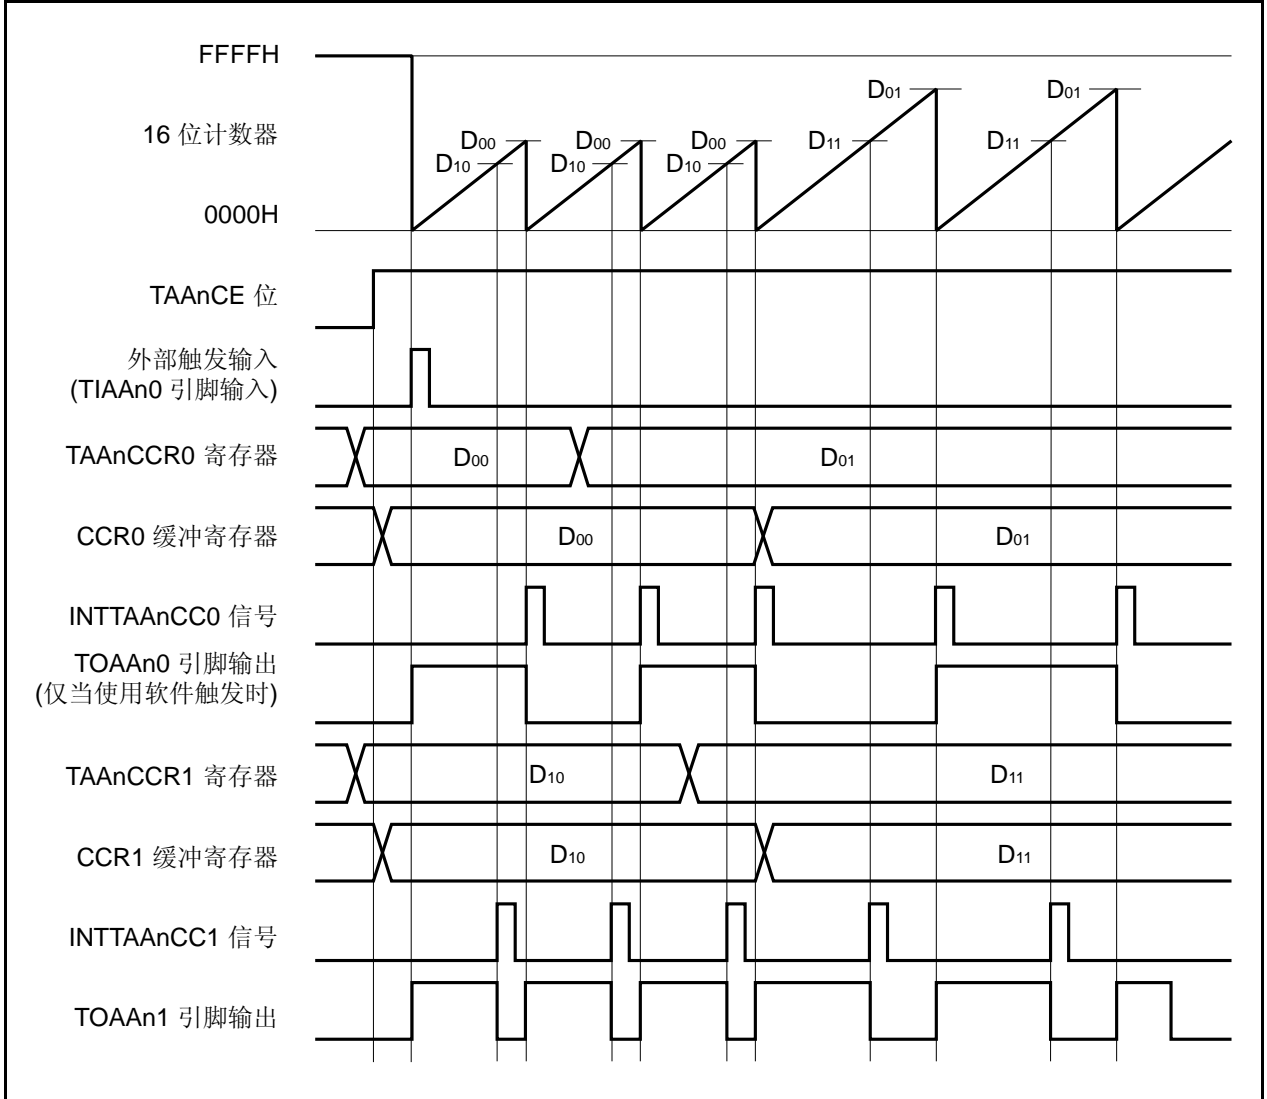 FFFFH
D01 D01
16 位计数器
D00 D00 D00 D11 D11
D10 D10 D10
0000H
TAAnCE 位
外部触发输入
(TIAAn0 引脚输入)
TAAnCCR0 寄存器 D00 D01
CCR0 缓冲寄存器 D00 D01
INTTAAnCC0 信号
TOAAn0 引脚输出
(仅当使用软件触发时)
TAAnCCR1 寄存器 D10 D11
CCR1 缓冲寄存器 D10 D11
INTTAAnCC1 信号
TOAAn1 引脚输出